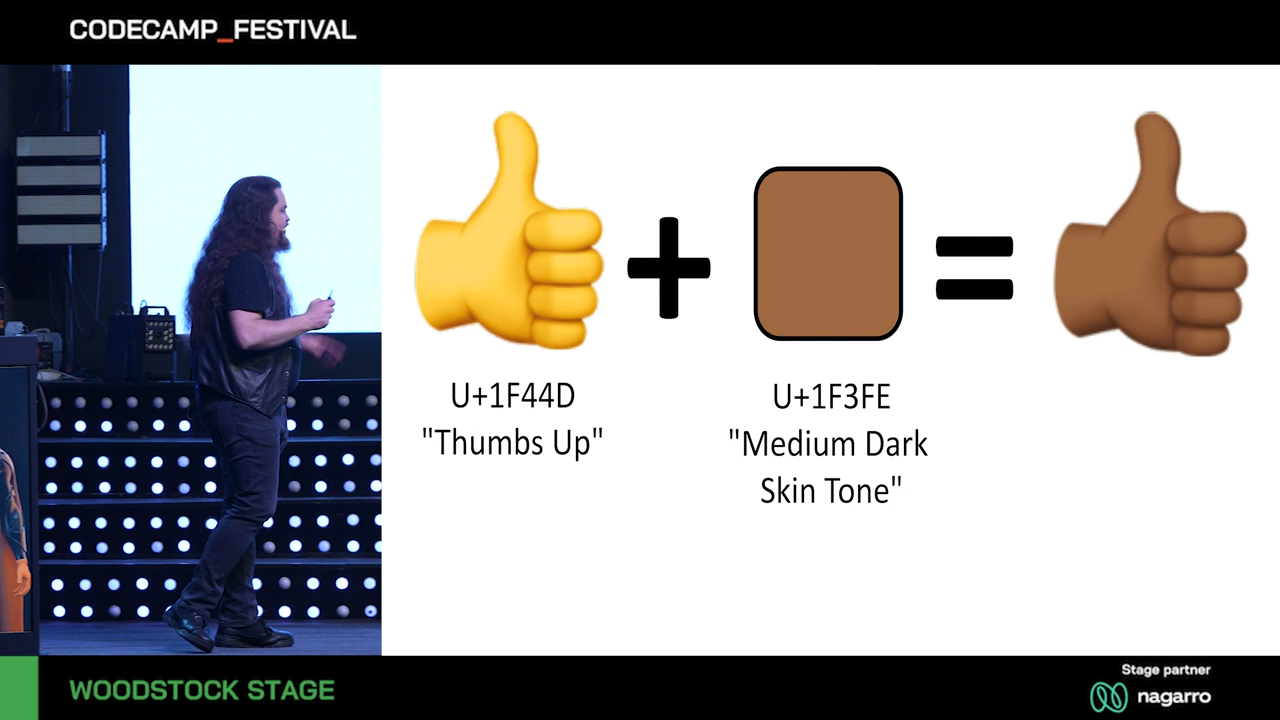 CODECAMP_FESTIVAL
U+1F44D
"Thumbs Up"
U+1F3FE
"Medium Dark
Skin Tone"
WOODSTOCK STAGE
Stage partner
nagarro